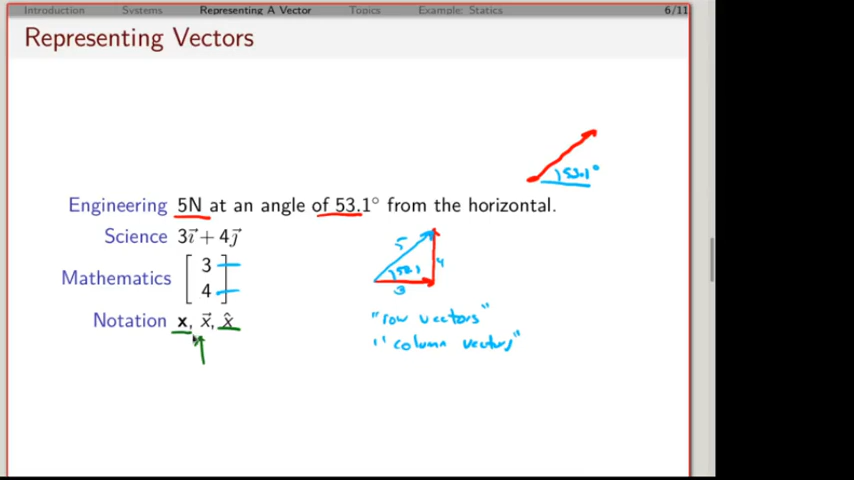 Introduction Systems Representing A Vector Topics Example: Statics 6/11
Representing Vectors
53.1°
Engineering 5N at an angle of 53.1° from the horizontal.
Science 3i⃗ + 4j⃗
5
4
3
Mathematics [3 4]
Notation x, x⃗, x̂
"row vectors"
"column vectors"